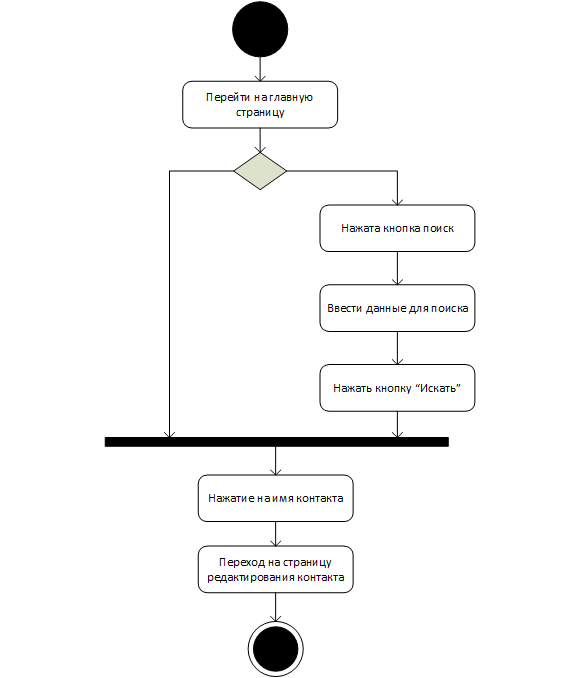 Перейти на главную
страницу
Нажата кнопка поиск
Ввести данные для поиска
Нажать кнопку “Искать”
Нажатие на имя контакта
Переход на страницу
редактирования контакта